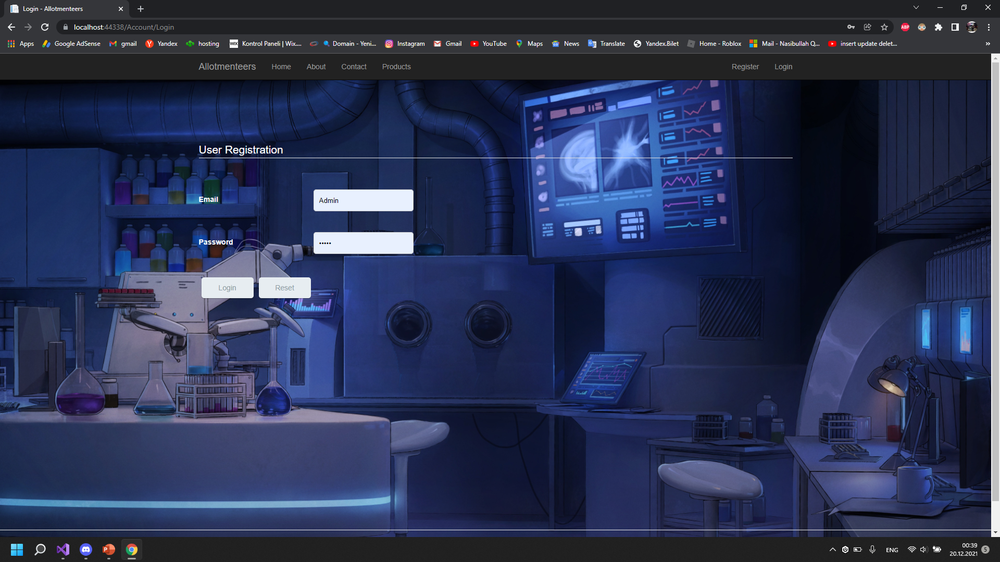 Login - Allotmenteers
localhost:44338/Account/Login
ABP
Apps Google AdSense gmail Yandex hosting WIX Kontrol Paneli | Wix.... Domain - Yeni... Instagram Gmail YouTube Maps News Translate Yandex.Bilet Home - Roblox Mail - Nasibullah Q... insert update delet... »
Allotmenteers Home About Contact Products Register Login
User Registration
Email Admin
Password •••••
Login Reset
ENG
00:39
20.12.2021
5